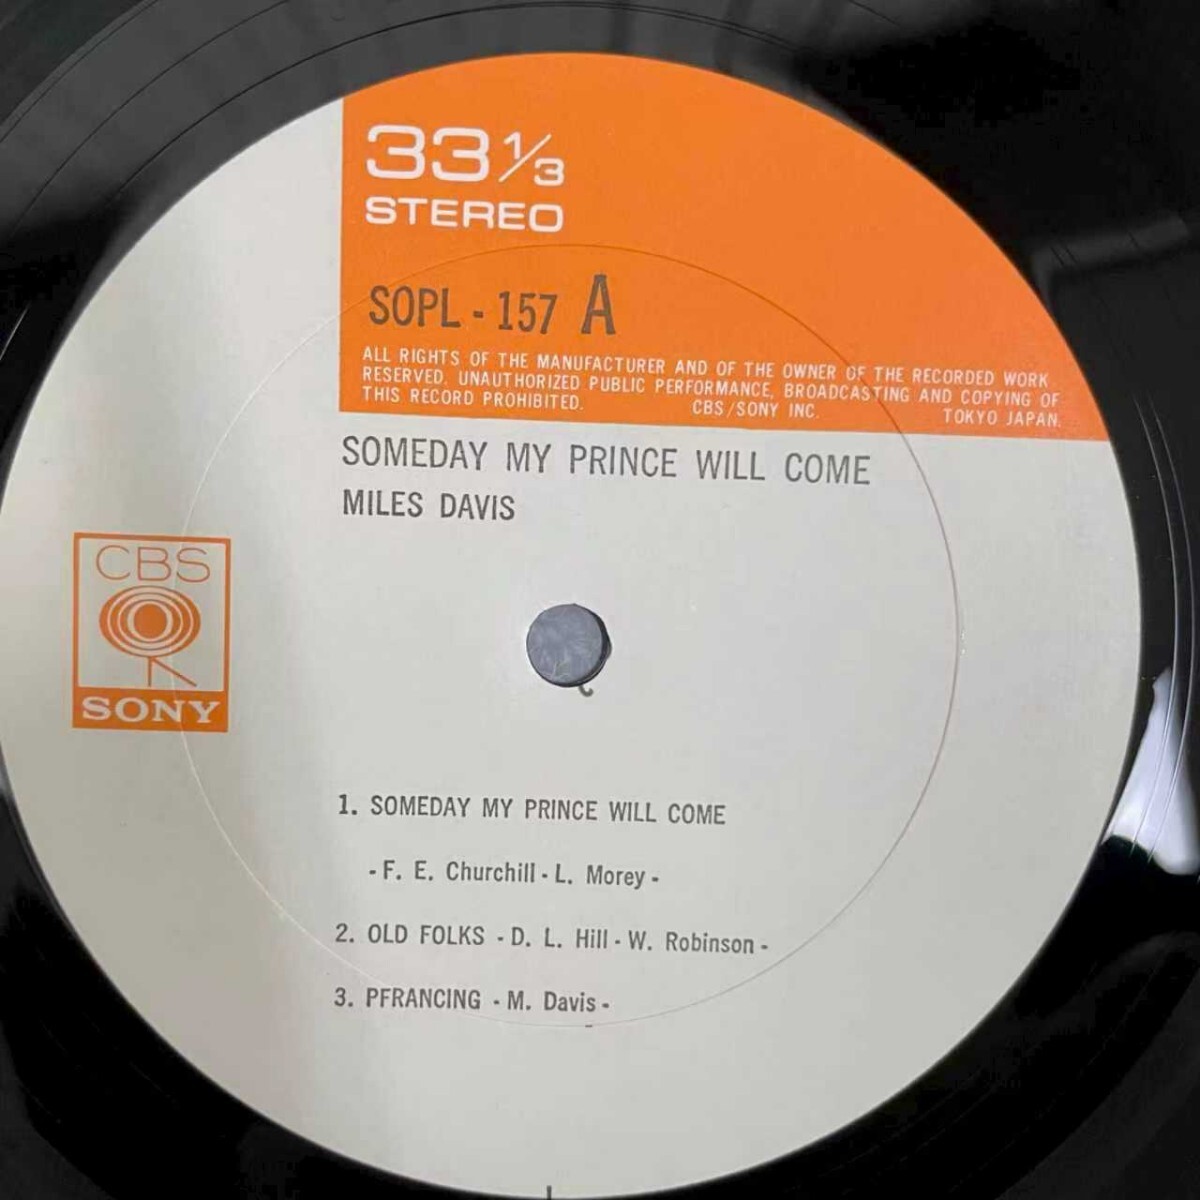 33 1/3
STEREO
SOPL - 157 A
ALL RIGHTS OF THE MANUFACTURER AND OF THE OWNER OF THE RECORDED WORK
RESERVED. UNAUTHORIZED PUBLIC PERFORMANCE, BROADCASTING AND COPYING OF
THIS RECORD PROHIBITED. CBS/SONY INC. TOKYO JAPAN.
SOMEDAY MY PRINCE WILL COME
MILES DAVIS
CBS
SONY
1. SOMEDAY MY PRINCE WILL COME
- F. E. Churchill - L. Morey -
2. OLD FOLKS - D. L. Hill - W. Robinson -
3. PFRANCING - M. Davis -